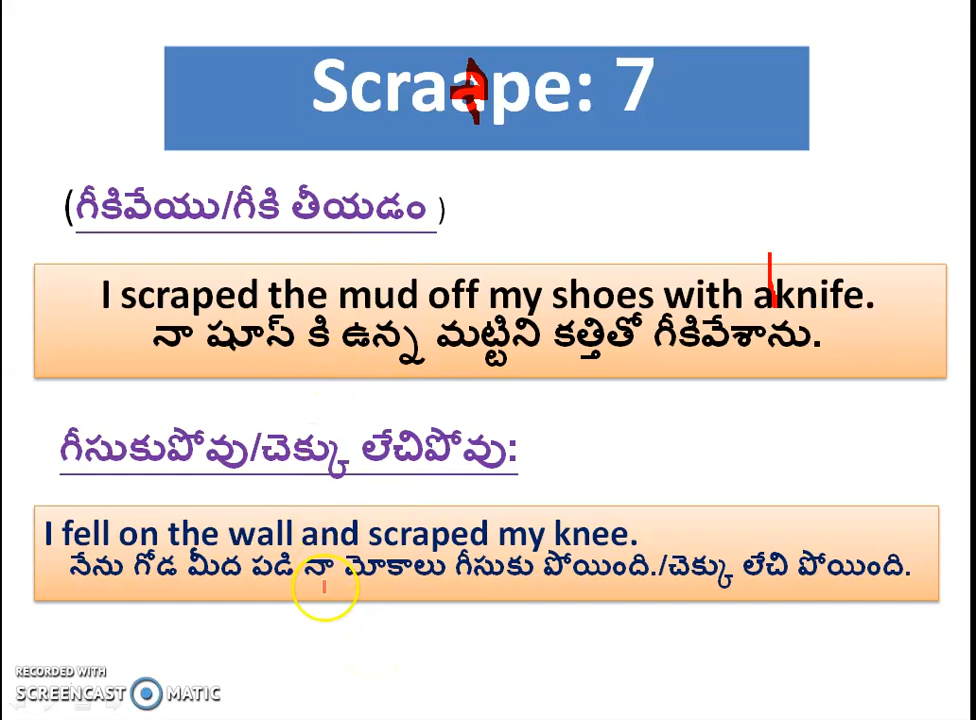 Scraape: 7
(గీకివేయు/గీకి తీయడం )
I scraped the mud off my shoes with aknife.
నా షూస్ కి ఉన్న మట్టిని కత్తితో గీకివేశాను.
గీసుకుపోవు/చెక్కు లేచిపోవు:
I fell on the wall and scraped my knee.
నేను గోడ మీద పడి నా మోకాలు గీసుకు పోయింది./చెక్కు లేచి పోయింది.
RECORDED WITH
SCREENCAST MATIC